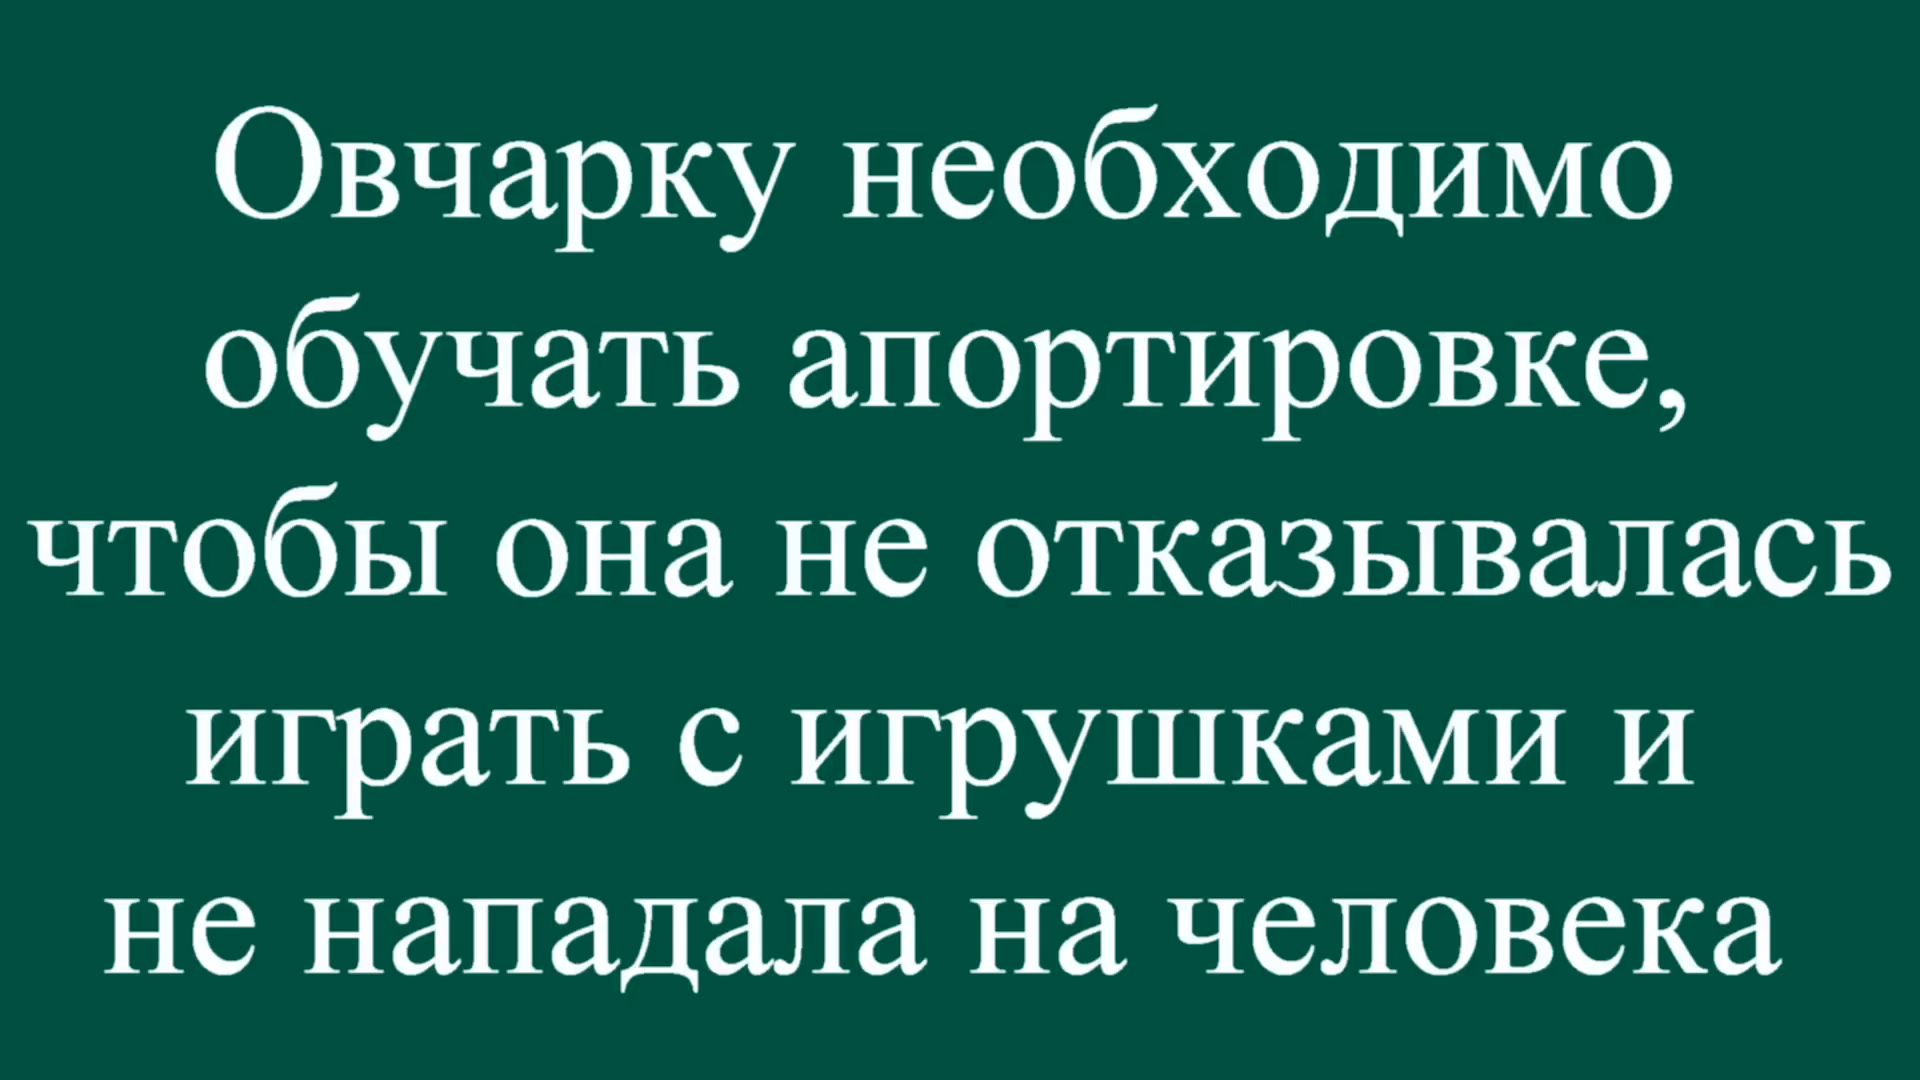 Овчарку необходимо
обучать апортировке,
чтобы она не отказывалась
играть с игрушками и
не нападала на человека